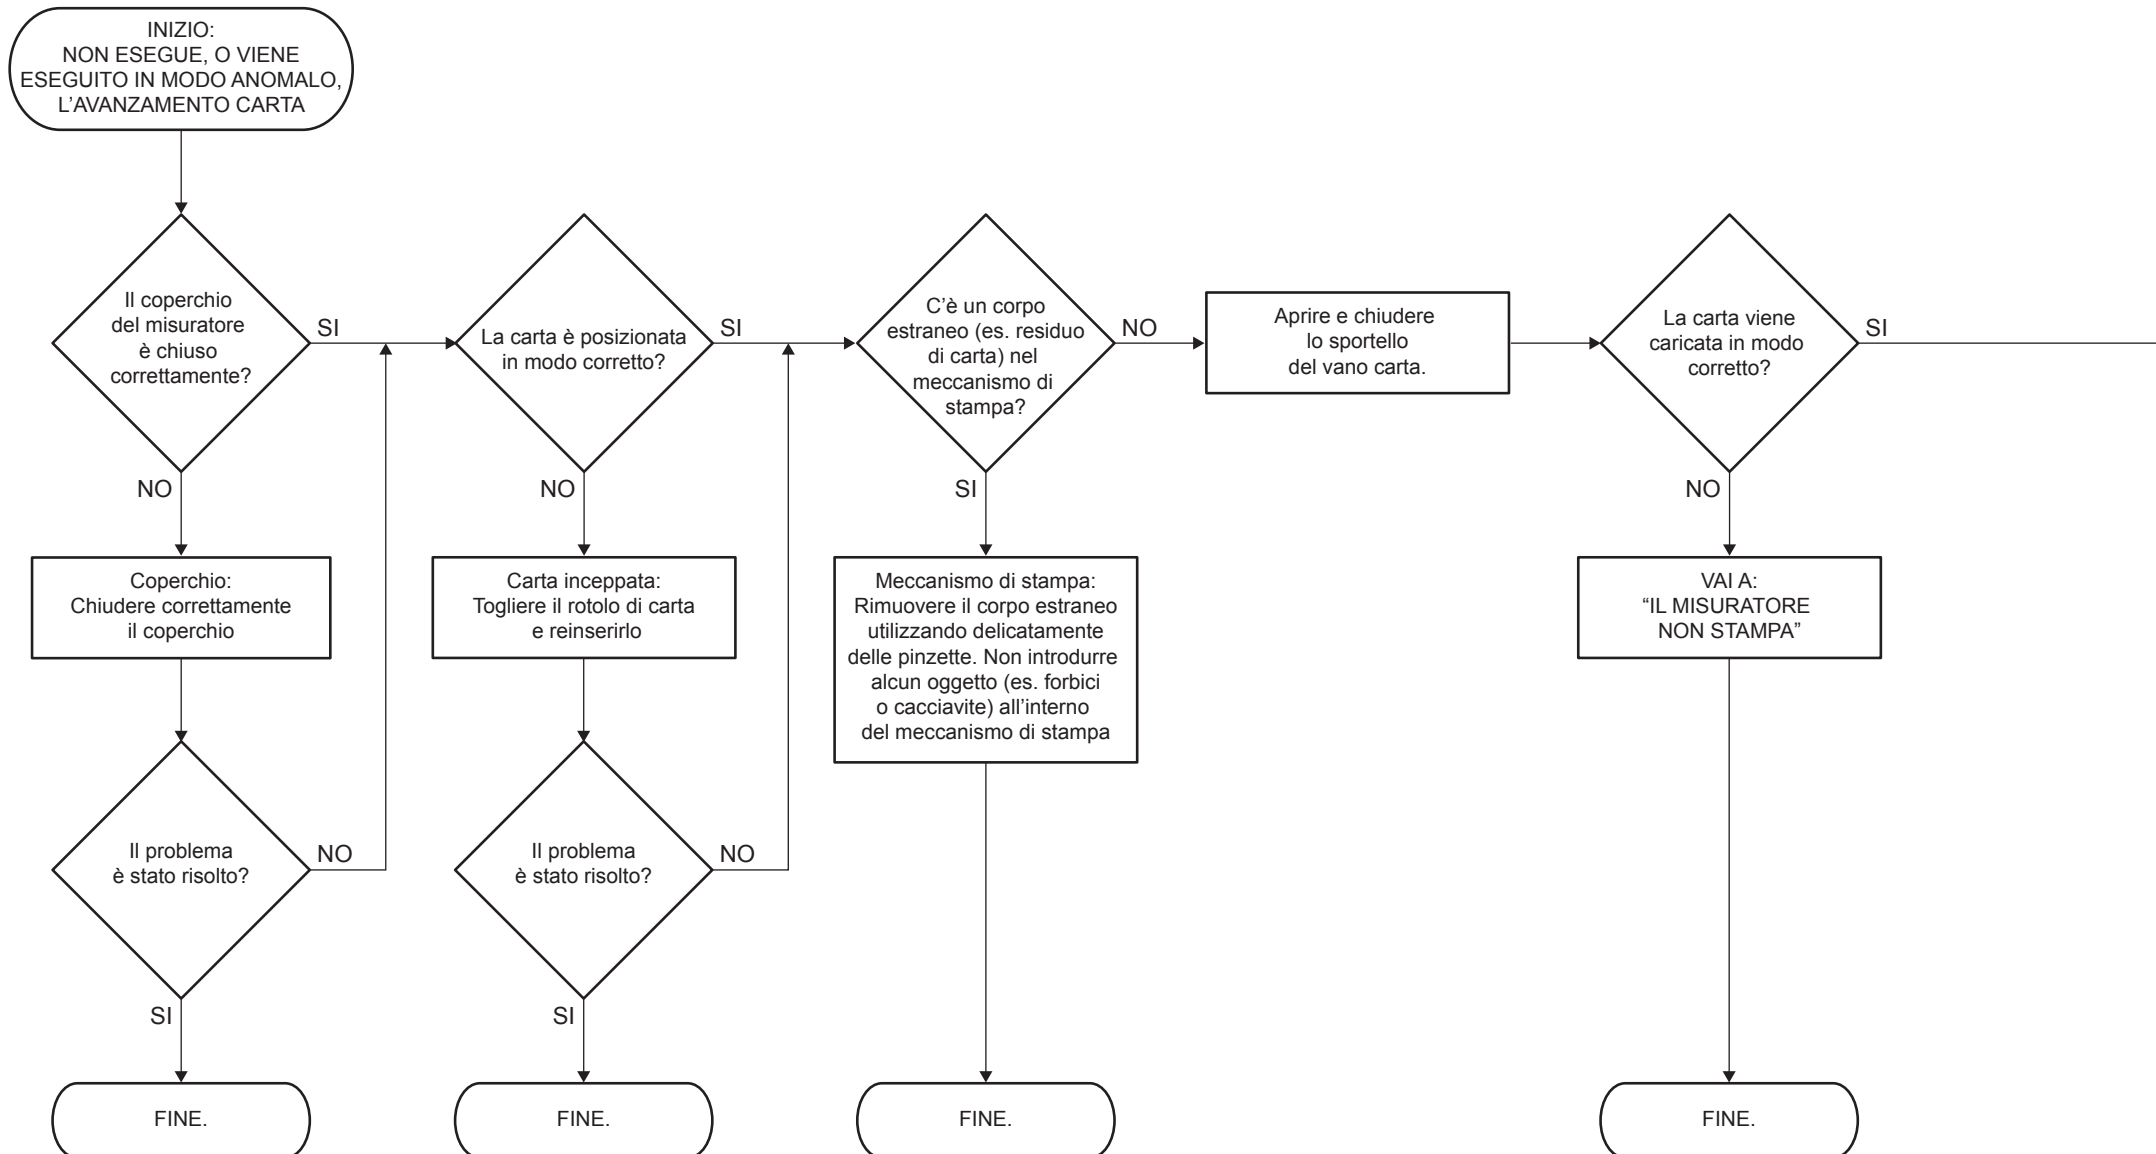 INIZIO:
NON ESEGUE, O VIENE
ESEGUITO IN MODO ANOMALO,
L’AVANZAMENTO CARTA
Il coperchio
del misuratore
è chiuso
correttamente?
SI
NO
Coperchio:
Chiudere correttamente
il coperchio
Il problema
è stato risolto?
NO
SI
FINE.
La carta è posizionata
in modo corretto?
SI
NO
Carta inceppata:
Togliere il rotolo di carta
e reinserirlo
Il problema
è stato risolto?
NO
SI
FINE.
C’è un corpo
estraneo (es. residuo
di carta) nel
meccanismo di
stampa?
NO
SI
Meccanismo di stampa:
Rimuovere il corpo estraneo
utilizzando delicatamente
delle pinzette. Non introdurre
alcun oggetto (es. forbici
o cacciavite) all’interno
del meccanismo di stampa
FINE.
Aprire e chiudere
lo sportello
del vano carta.
La carta viene
caricata in modo
corretto?
SI
NO
VAI A:
“IL MISURATORE
NON STAMPA”
FINE.